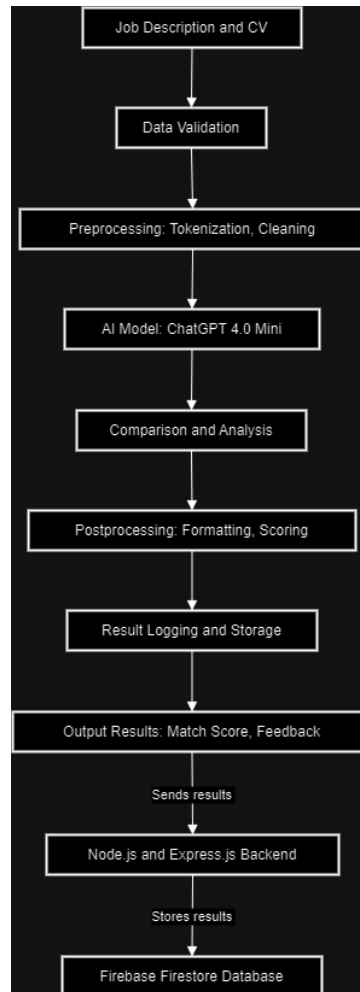 Job Description and CV
Data Validation
Preprocessing: Tokenization, Cleaning
AI Model: ChatGPT 4.0 Mini
Comparison and Analysis
Postprocessing: Formatting, Scoring
Result Logging and Storage
Output Results: Match Score, Feedback
Sends results
Node.js and Express.js Backend
Stores results
Firebase Firestore Database